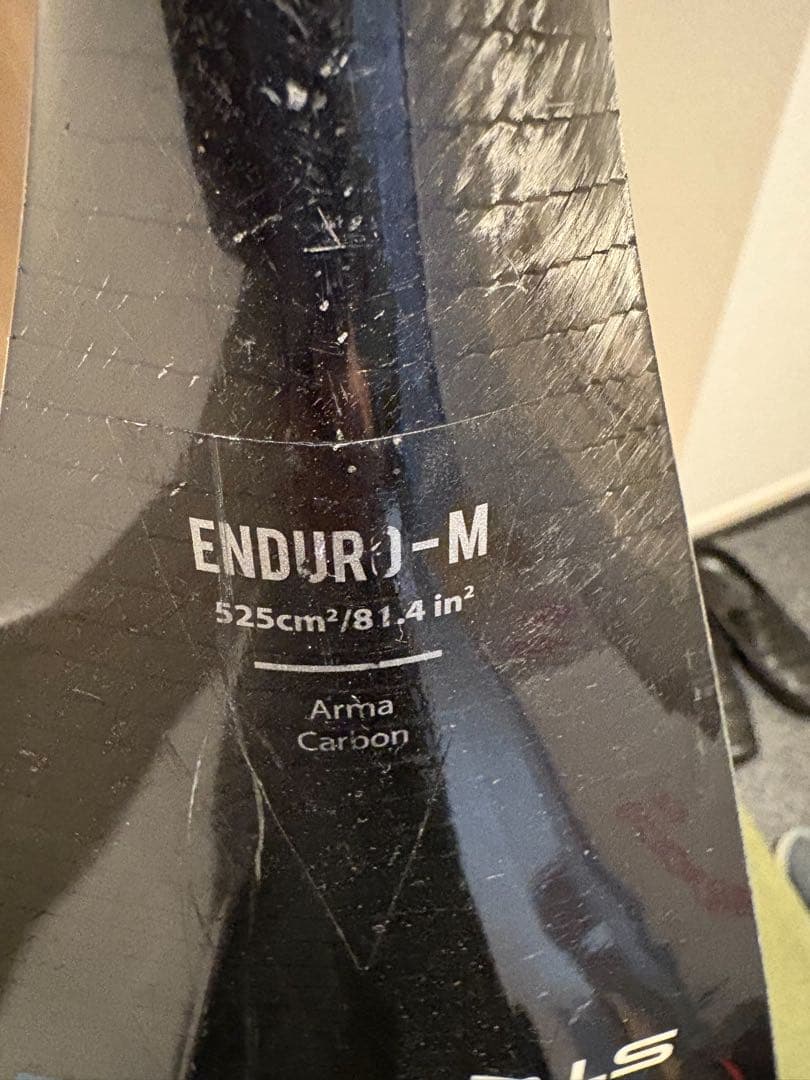 ENDURO-M
525cm²/81.4 in²
Arma
Carbon